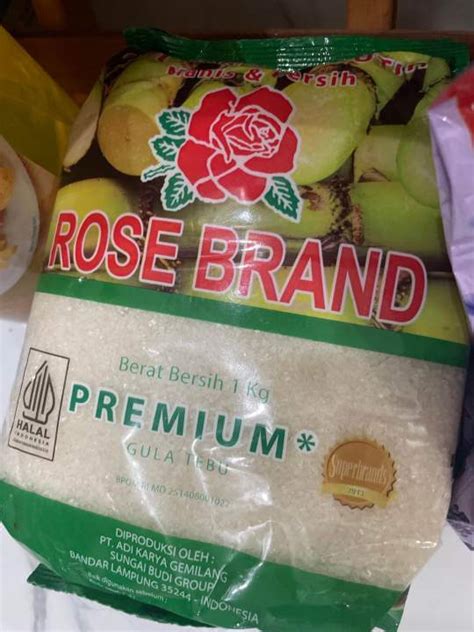 Manis & Bersih
ROSE BRAND
Berat Bersih 1 Kg
PREMIUM*
GULA TEBU
HALAL
INDONESIA
Superbrands
DIPRODUKSI OLEH :
PT. ADI KARYA GEMILANG
SUNGAI BUDI GROUP
BANDAR LAMPUNG 35244 - INDONESIA